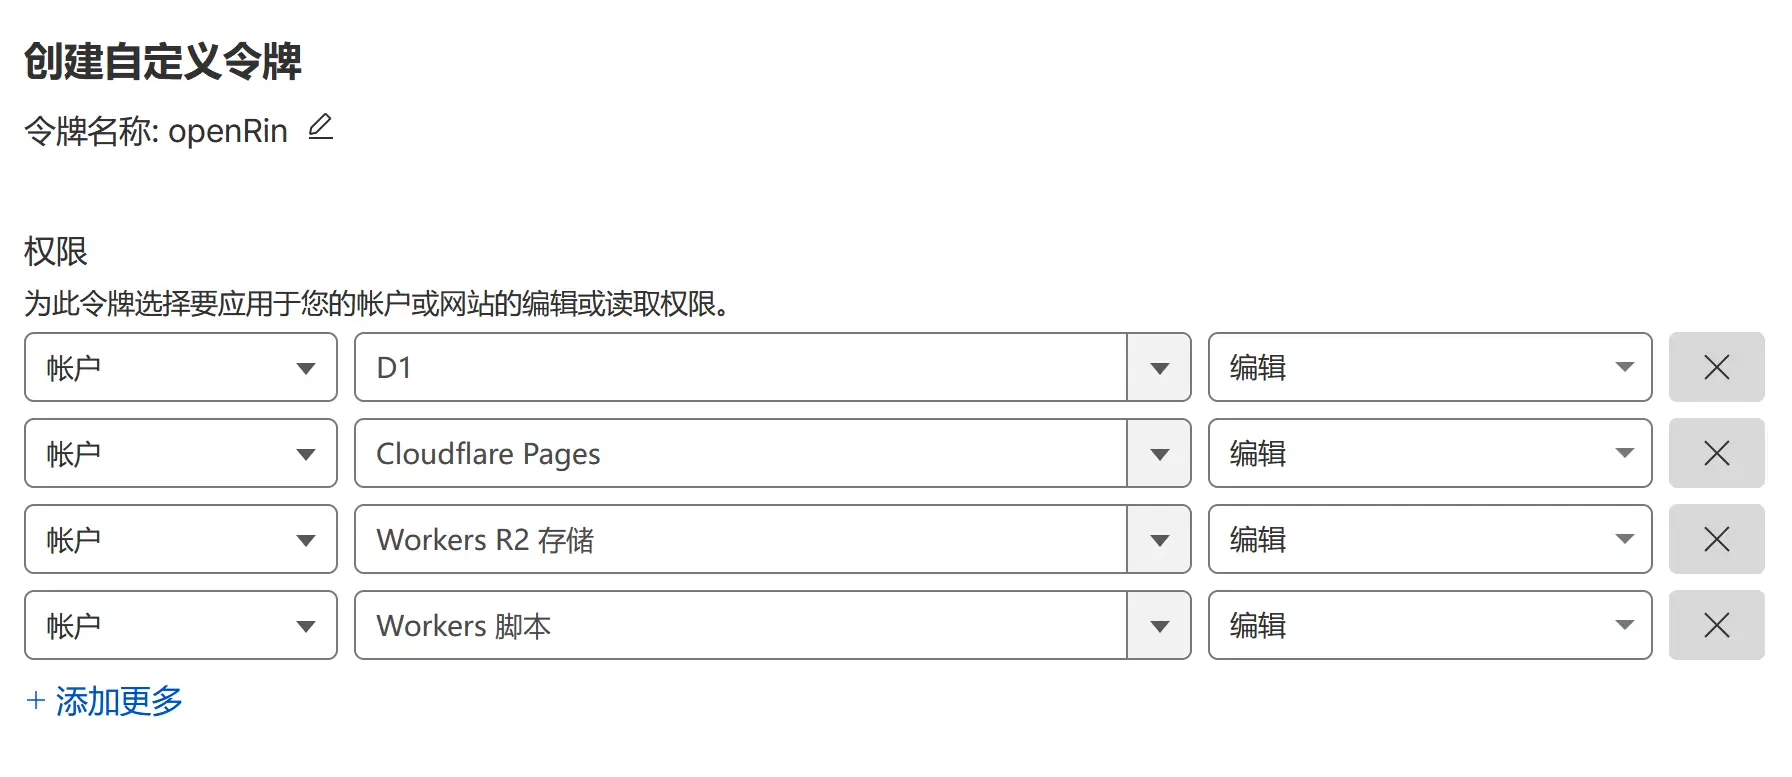 创建自定义令牌
令牌名称: openRin
权限
为此令牌选择要应用于您的帐户或网站的编辑或读取权限。
帐户 D1 编辑
帐户 Cloudflare Pages 编辑
帐户 Workers R2 存储 编辑
帐户 Workers 脚本 编辑
+ 添加更多